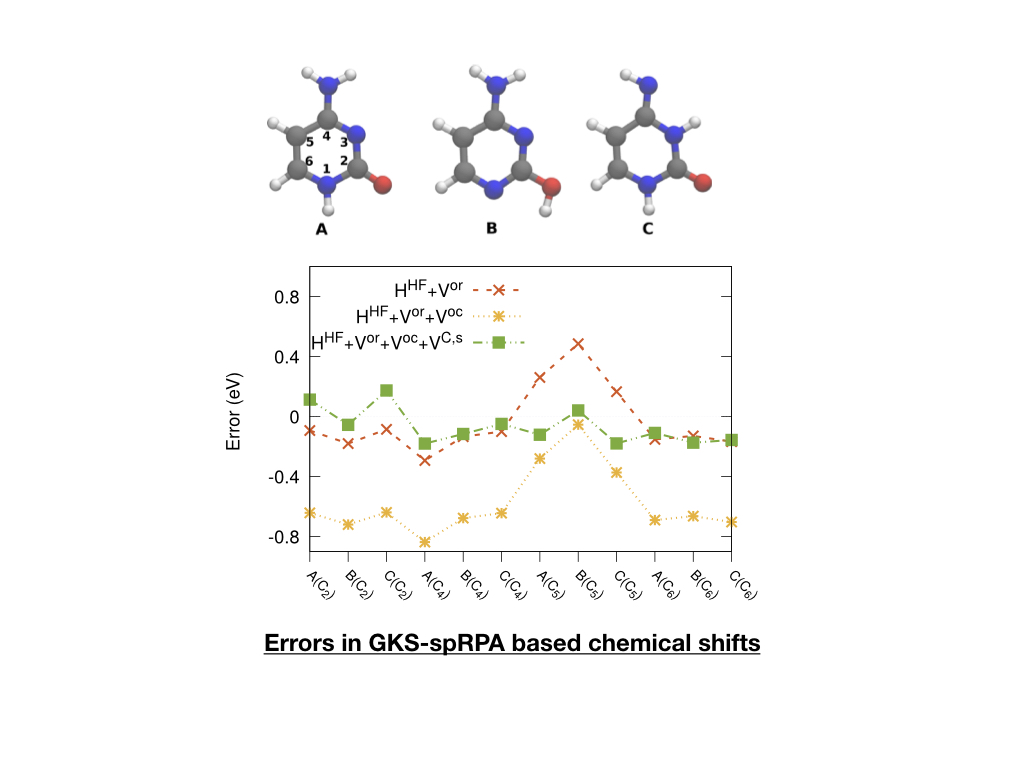 4
5 3
6 2
1
A B C
H^HF+V^or
H^HF+V^or+V^oc
H^HF+V^or+V^oc+V^C,s
0.8
0.4
0
-0.4
-0.8
Error (eV)
A(C₂) B(C₂) C(C₂) A(C₄) B(C₄) C(C₄) A(C₅) B(C₅) C(C₅) A(C₆) B(C₆) C(C₆)
Errors in GKS-spRPA based chemical shifts